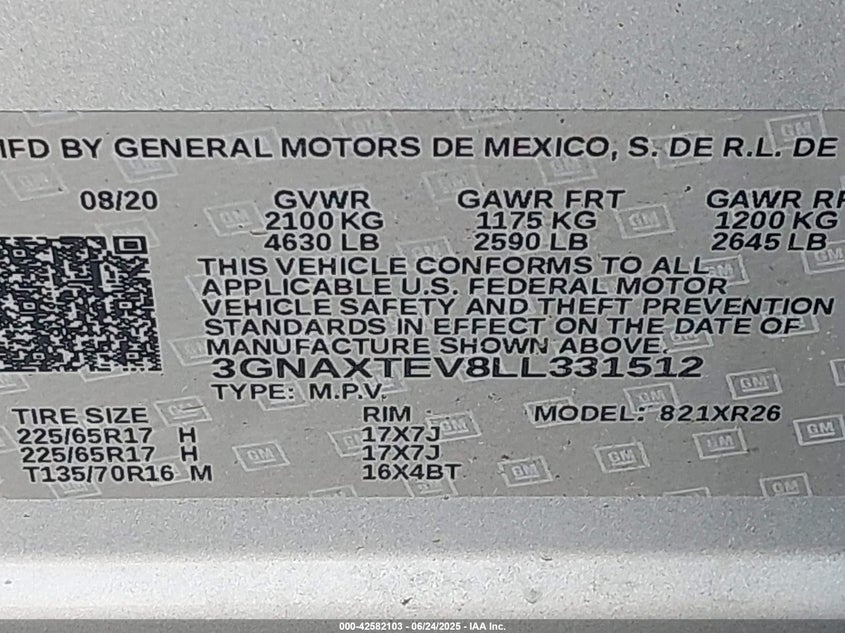 MFD BY GENERAL MOTORS DE MEXICO, S. DE R.L. DE
08/20 GVWR GAWR FRT GAWR RR
2100 KG 1175 KG 1200 KG
4630 LB 2590 LB 2645 LB
THIS VEHICLE CONFORMS TO ALL
APPLICABLE U.S. FEDERAL MOTOR
VEHICLE SAFETY AND THEFT PREVENTION
STANDARDS IN EFFECT ON THE DATE OF
MANUFACTURE SHOWN ABOVE.
3GNAXTEV8LL331512
TYPE: M.P.V.
TIRE SIZE RIM MODEL: 821XR26
225/65R17 H 17X7J
225/65R17 H 17X7J
T135/70R16 M 16X4BT
000-42582103 - 06/24/2025 - IAA Inc.